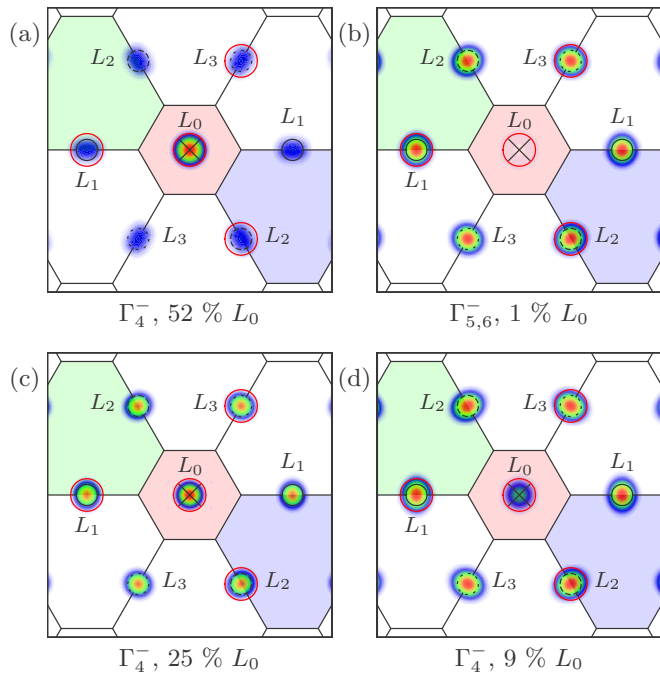 (a)
L₂
L₃
L₀
L₁
L₁
L₃
L₂
Γ₄⁻, 52 % L₀
(b)
L₂
L₃
L₀
L₁
L₁
L₃
L₂
Γ₅,₆⁻, 1 % L₀
(c)
L₂
L₃
L₀
L₁
L₁
L₃
L₂
Γ₄⁻, 25 % L₀
(d)
L₂
L₃
L₀
L₁
L₁
L₃
L₂
Γ₄⁻, 9 % L₀